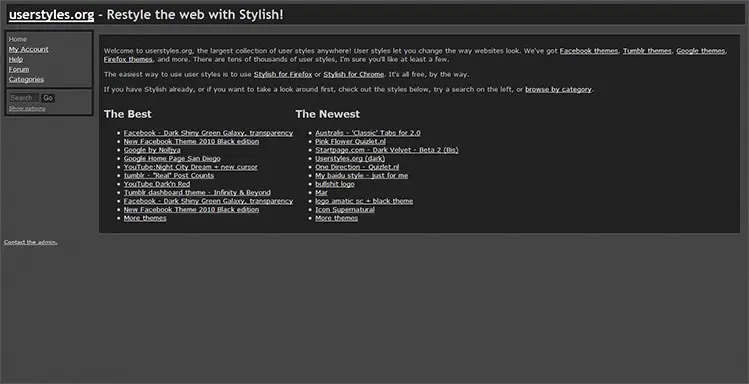 userstyles.org - Restyle the web with Stylish!
Home
My Account
Help
Forum
Categories
Search Go
Show options
Welcome to userstyles.org, the largest collection of user styles anywhere! User styles let you change the way websites look. We've got Facebook themes, Tumblr themes, Google themes,
Firefox themes, and more. There are tens of thousands of user styles, I'm sure you'll like at least a few.
The easiest way to use user styles is to use Stylish for Firefox or Stylish for Chrome. It's all free, by the way.
If you have Stylish already, or if you want to take a look around first, check out the styles below, try a search on the left, or browse by category.
The Best
Facebook - Dark Shiny Green Galaxy, transparency
New Facebook Theme 2010 Black edition
Google by Nolijya
Google Home Page San Diego
YouTube:Night City Dream + new cursor
tumblr - "Real" Post Counts
YouTube Dark'n Red
Tumblr dashboard theme - Infinity & Beyond
Facebook - Dark Shiny Green Galaxy, transparency
New Facebook Theme 2010 Black edition
More themes
The Newest
Australis - 'Classic' Tabs for 2.0
Pink Flower Quizlet.nl
Startpage.com - Dark Velvet - Beta 2 (Bis)
Userstyles.org (dark)
One Direction - Quizlet.nl
My baidu style - just for me
bullshit logo
Mar
logo amatic sc + black theme
Icon Supernatural
More themes
Contact the admin.